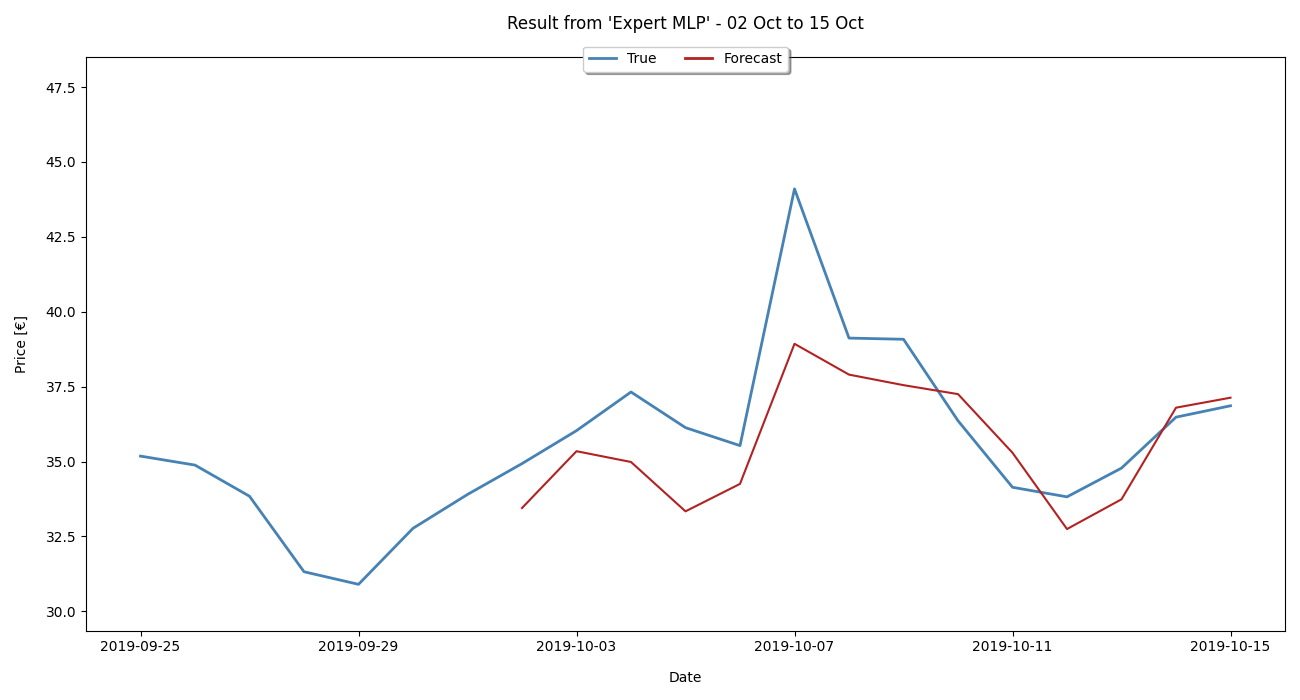 Result from 'Expert MLP' - 02 Oct to 15 Oct
True Forecast
47.5
45.0
42.5
40.0
37.5
35.0
32.5
30.0
Price [€]
2019-09-25 2019-09-29 2019-10-03 2019-10-07 2019-10-11 2019-10-15
Date